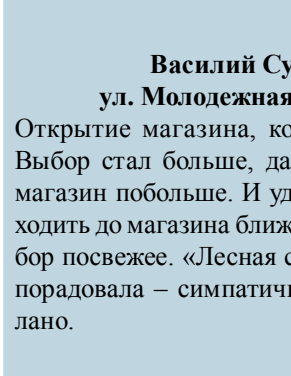 Василий Су
ул. Молодежная
Открытие магазина, ко
Выбор стал больше, да
магазин побольше. И уд
ходить до магазина ближ
бор посвежее. «Лесная с
порадовала – симпатичн
лано.